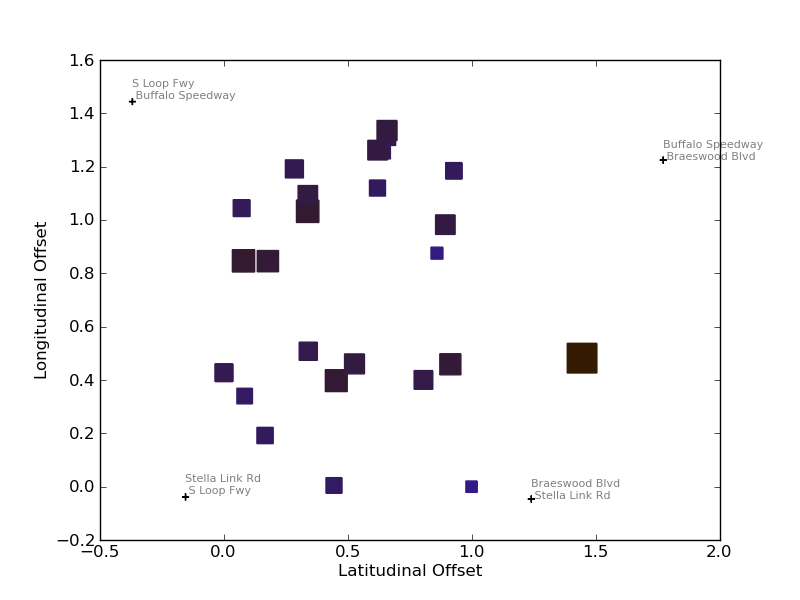 1.6
S Loop Fwy
Buffalo Speedway
1.4
Buffalo Speedway
Braeswood Blvd
1.2
1.0
0.8
Longitudinal Offset
0.6
0.4
0.2
Stella Link Rd
S Loop Fwy
Braeswood Blvd
Stella Link Rd
0.0
−0.2
−0.5 0.0 0.5 1.0 1.5 2.0
Latitudinal Offset